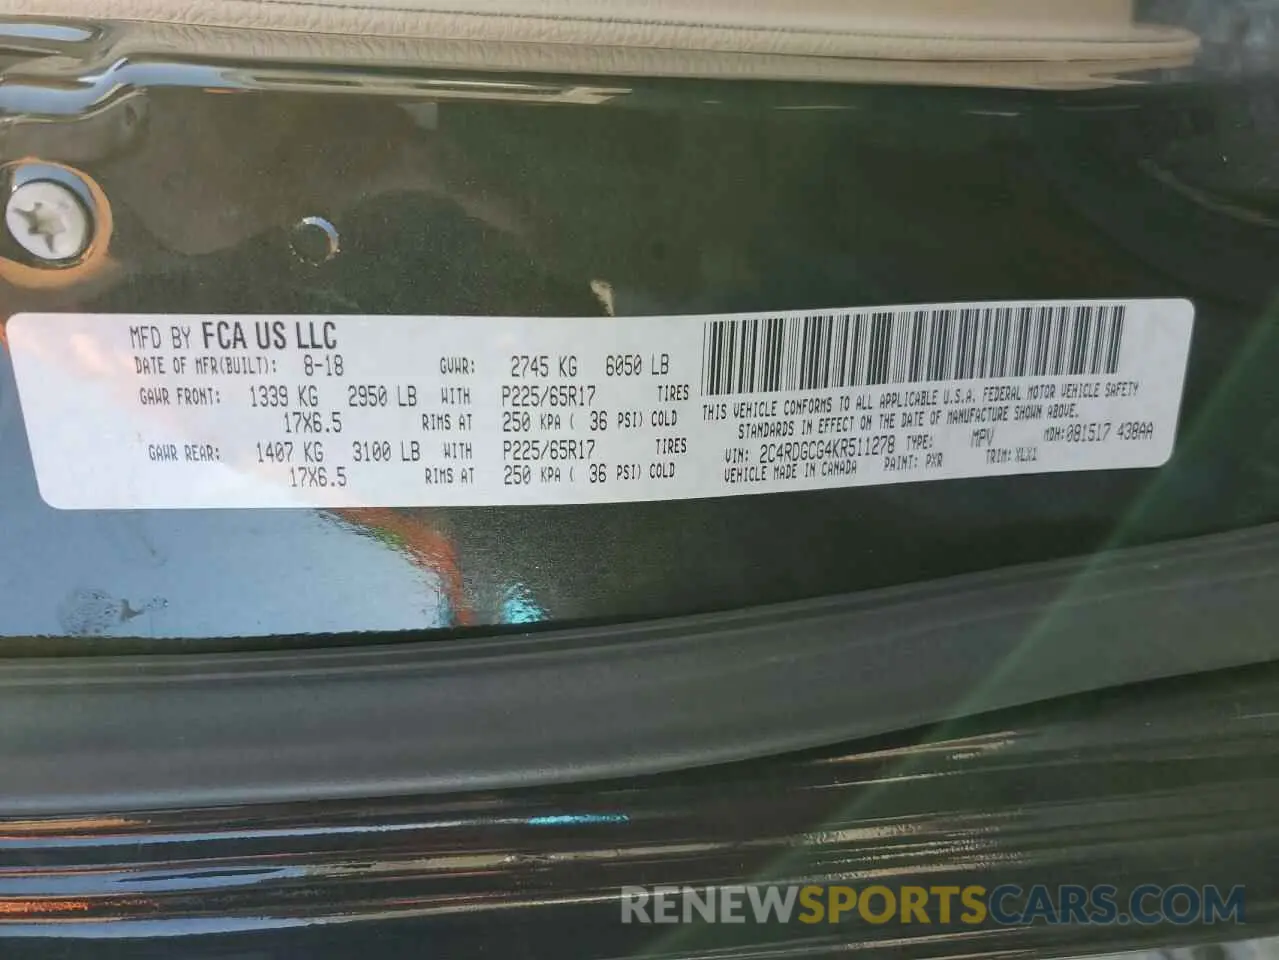 MFD BY FCA US LLC
DATE OF MFR(BUILT): 8-18 GVWR: 2745 KG 6050 LB
GAWR FRONT: 1339 KG 2950 LB WITH P225/65R17 TIRES
17X6.5 RIMS AT 250 KPA ( 36 PSI) COLD
GAWR REAR: 1407 KG 3100 LB WITH P225/65R17 TIRES
17X6.5 RIMS AT 250 KPA ( 36 PSI) COLD
THIS VEHICLE CONFORMS TO ALL APPLICABLE U.S.A. FEDERAL MOTOR VEHICLE SAFETY
STANDARDS IN EFFECT ON THE DATE OF MANUFACTURE SHOWN ABOVE.
VIN: 2C4RDGCG4KR511278 TYPE: MPV MDH:081517 438AA
VEHICLE MADE IN CANADA PAINT: PXR TRIM: XLX1
RENEWSPORTSCARS.COM